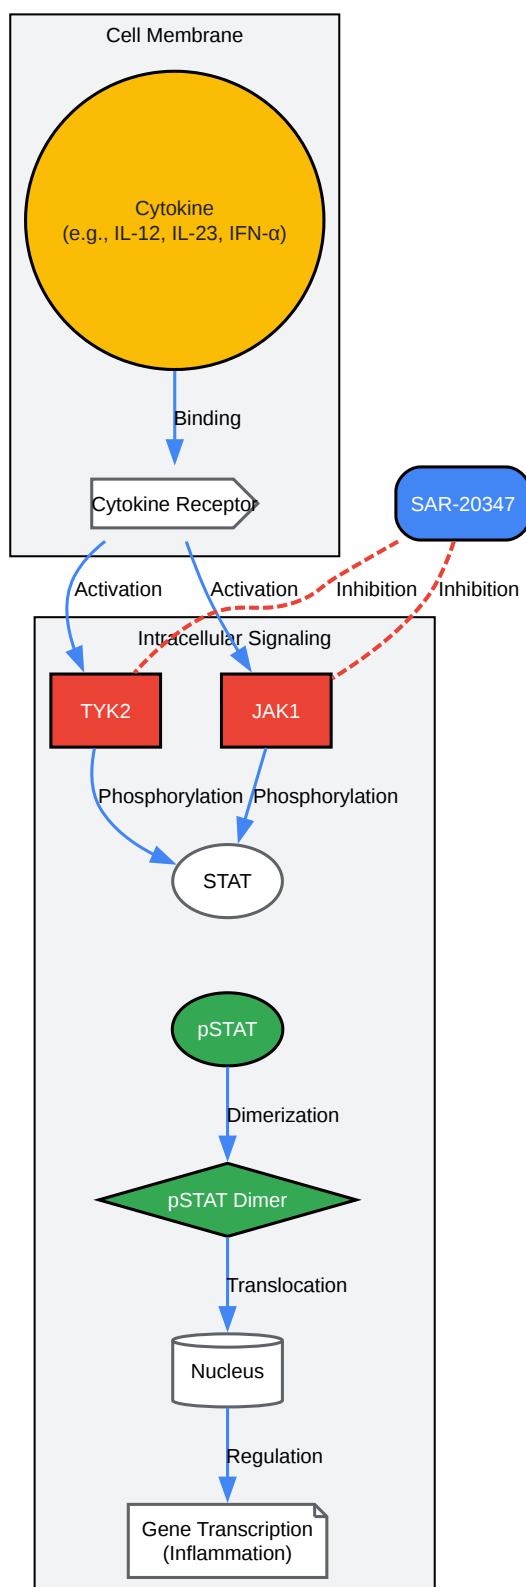 Cell Membrane
Cytokine
(e.g., IL-12, IL-23, IFN-α)
Binding
Cytokine Receptor
SAR-20347
Activation
Activation
Inhibition
Inhibition
Intracellular Signaling
TYK2
JAK1
Phosphorylation
Phosphorylation
STAT
pSTAT
Dimerization
pSTAT Dimer
Translocation
Nucleus
Regulation
Gene Transcription
(Inflammation)